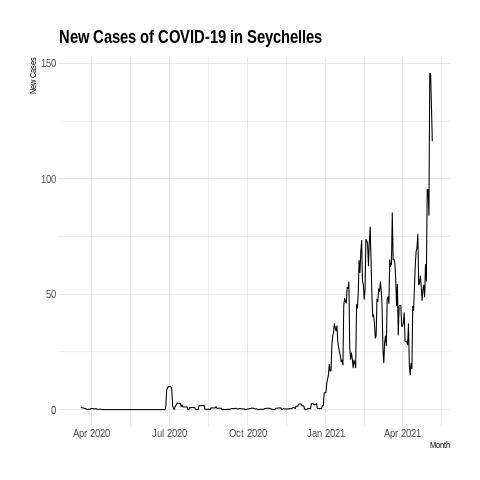 New Cases of COVID-19 in Seychelles
New Cases
150
100
50
0
Apr 2020 Jul 2020 Oct 2020 Jan 2021 Apr 2021
Month